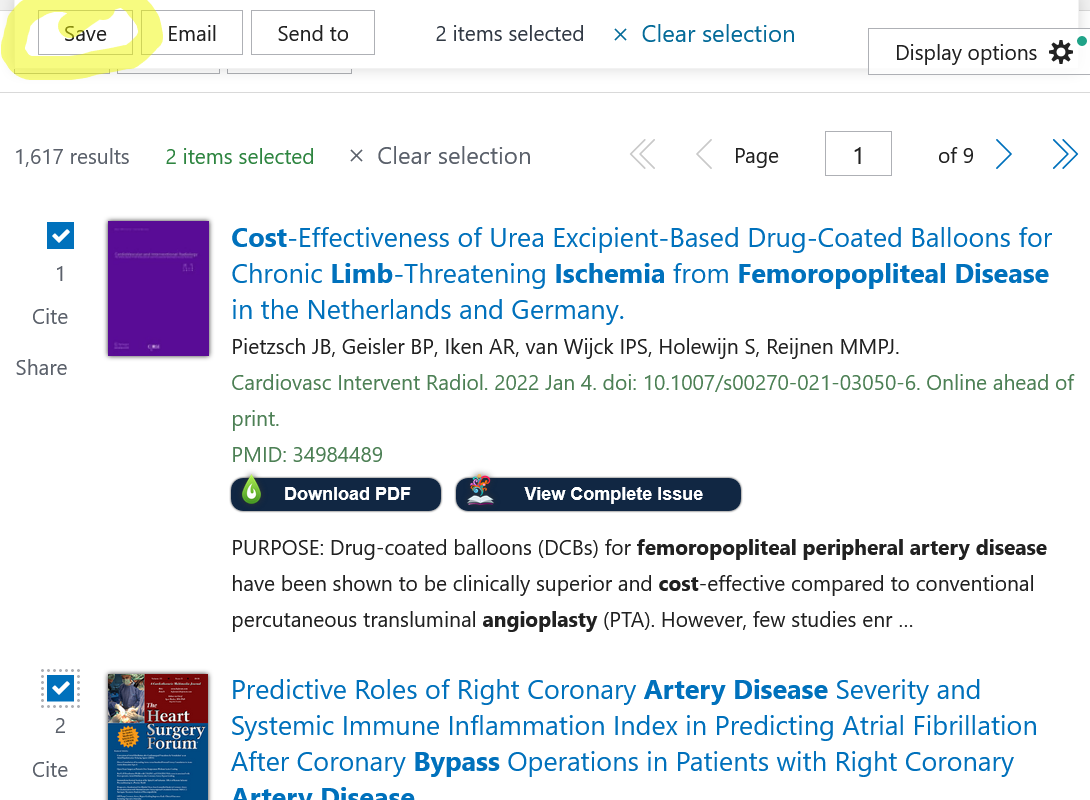 Save Email Send to 2 items selected × Clear selection
Display options
1,617 results 2 items selected × Clear selection Page 1 of 9
1
Cite
Share
Cost-Effectiveness of Urea Excipient-Based Drug-Coated Balloons for
Chronic Limb-Threatening Ischemia from Femoropopliteal Disease
in the Netherlands and Germany.
Pietzsch JB, Geisler BP, Iken AR, van Wijck IPS, Holewijn S, Reijnen MMPJ.
Cardiovasc Intervent Radiol. 2022 Jan 4. doi: 10.1007/s00270-021-03050-6. Online ahead of
print.
PMID: 34984489
Download PDF View Complete Issue
PURPOSE: Drug-coated balloons (DCBs) for femoropopliteal peripheral artery disease
have been shown to be clinically superior and cost-effective compared to conventional
percutaneous transluminal angioplasty (PTA). However, few studies enr ...
2
Cite
The
Heart
Surgery
Forum
Predictive Roles of Right Coronary Artery Disease Severity and
Systemic Immune Inflammation Index in Predicting Atrial Fibrillation
After Coronary Bypass Operations in Patients with Right Coronary
Artery Disease